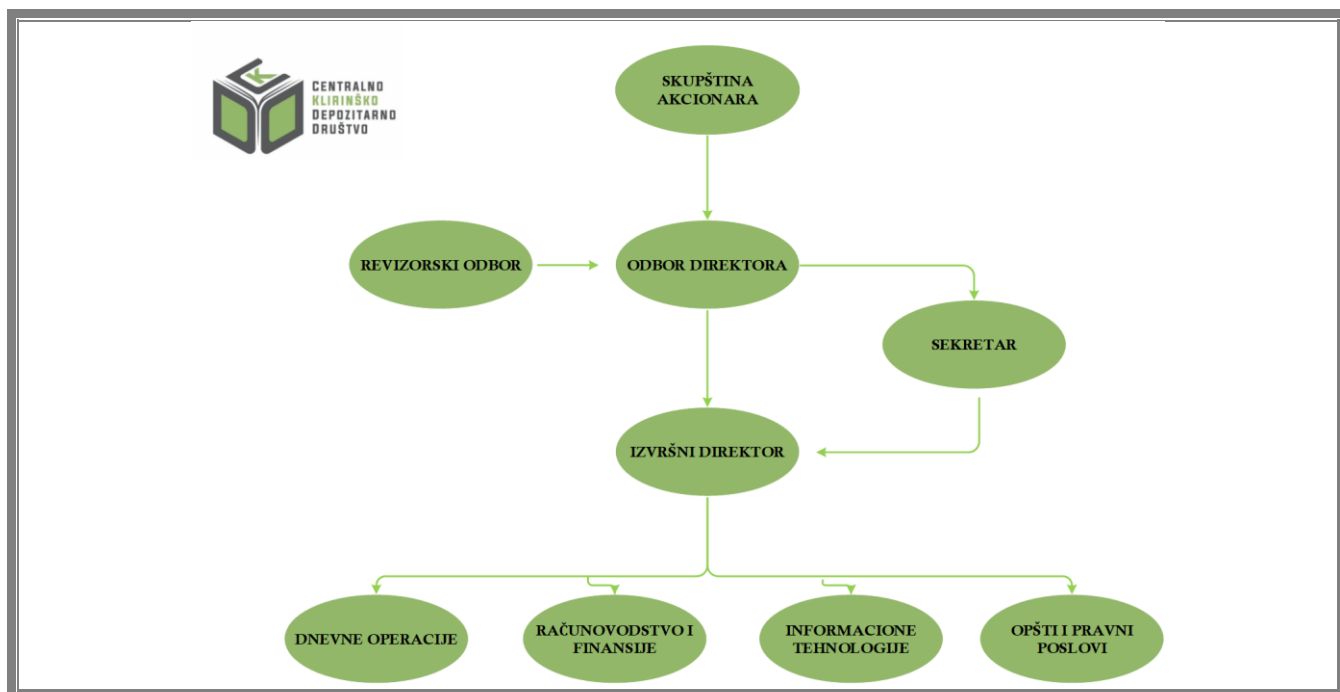 CENTRALNO
KLIRINŠKO
DEPOZITARNO
DRUŠTVO
SKUPŠTINA
AKCIONARA
REVIZORSKI ODBOR
ODBOR DIREKTORA
SEKRETAR
IZVRŠNI DIREKTOR
DNEVNE OPERACIJE
RAČUNOVODSTVO I
FINANSIJE
INFORMACIONE
TEHNOLOGIJE
OPŠTI I PRAVNI
POSLOVI